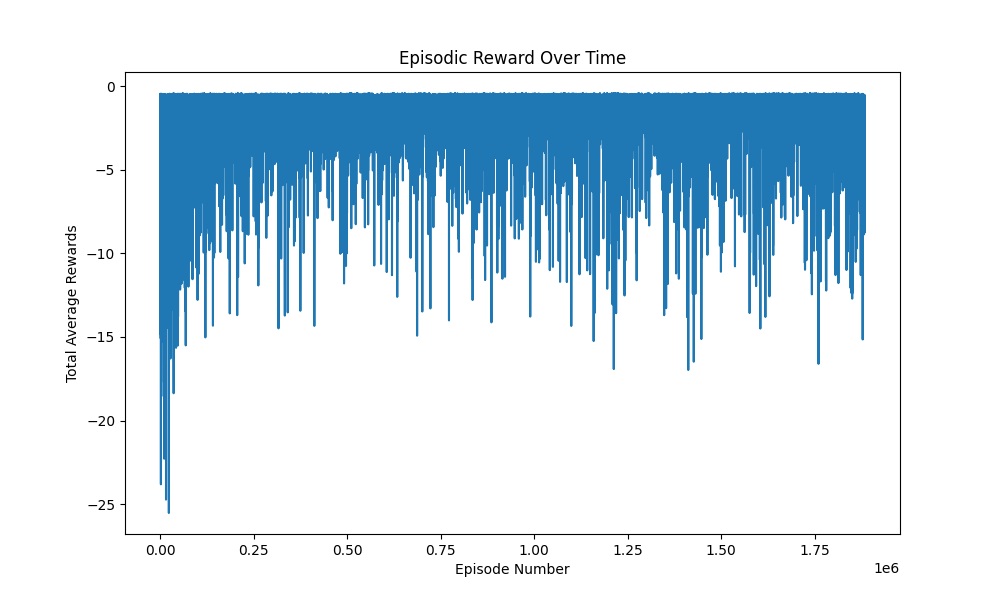 Episodic Reward Over Time
Total Average Rewards
0
−5
−10
−15
−20
−25
0.00 0.25 0.50 0.75 1.00 1.25 1.50 1.75
1e6
Episode Number